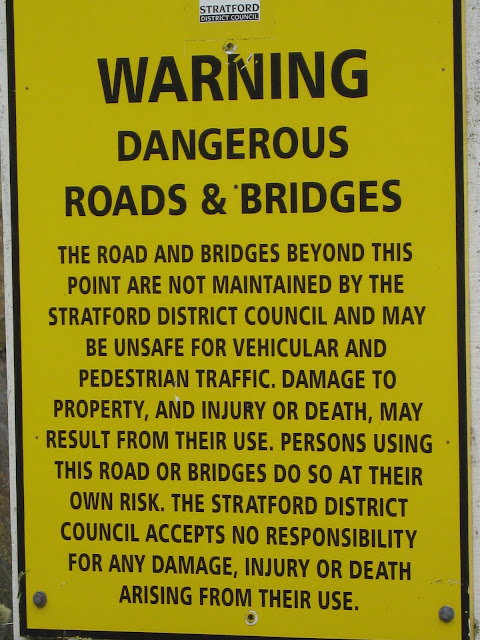 STRATFORD
DISTRICT COUNCIL
WARNING
DANGEROUS
ROADS & BRIDGES
THE ROAD AND BRIDGES BEYOND THIS
POINT ARE NOT MAINTAINED BY THE
STRATFORD DISTRICT COUNCIL AND MAY
BE UNSAFE FOR VEHICULAR AND
PEDESTRIAN TRAFFIC. DAMAGE TO
PROPERTY, AND INJURY OR DEATH, MAY
RESULT FROM THEIR USE. PERSONS USING
THIS ROAD OR BRIDGES DO SO AT THEIR
OWN RISK. THE STRATFORD DISTRICT
COUNCIL ACCEPTS NO RESPONSIBILITY
FOR ANY DAMAGE, INJURY OR DEATH
ARISING FROM THEIR USE.